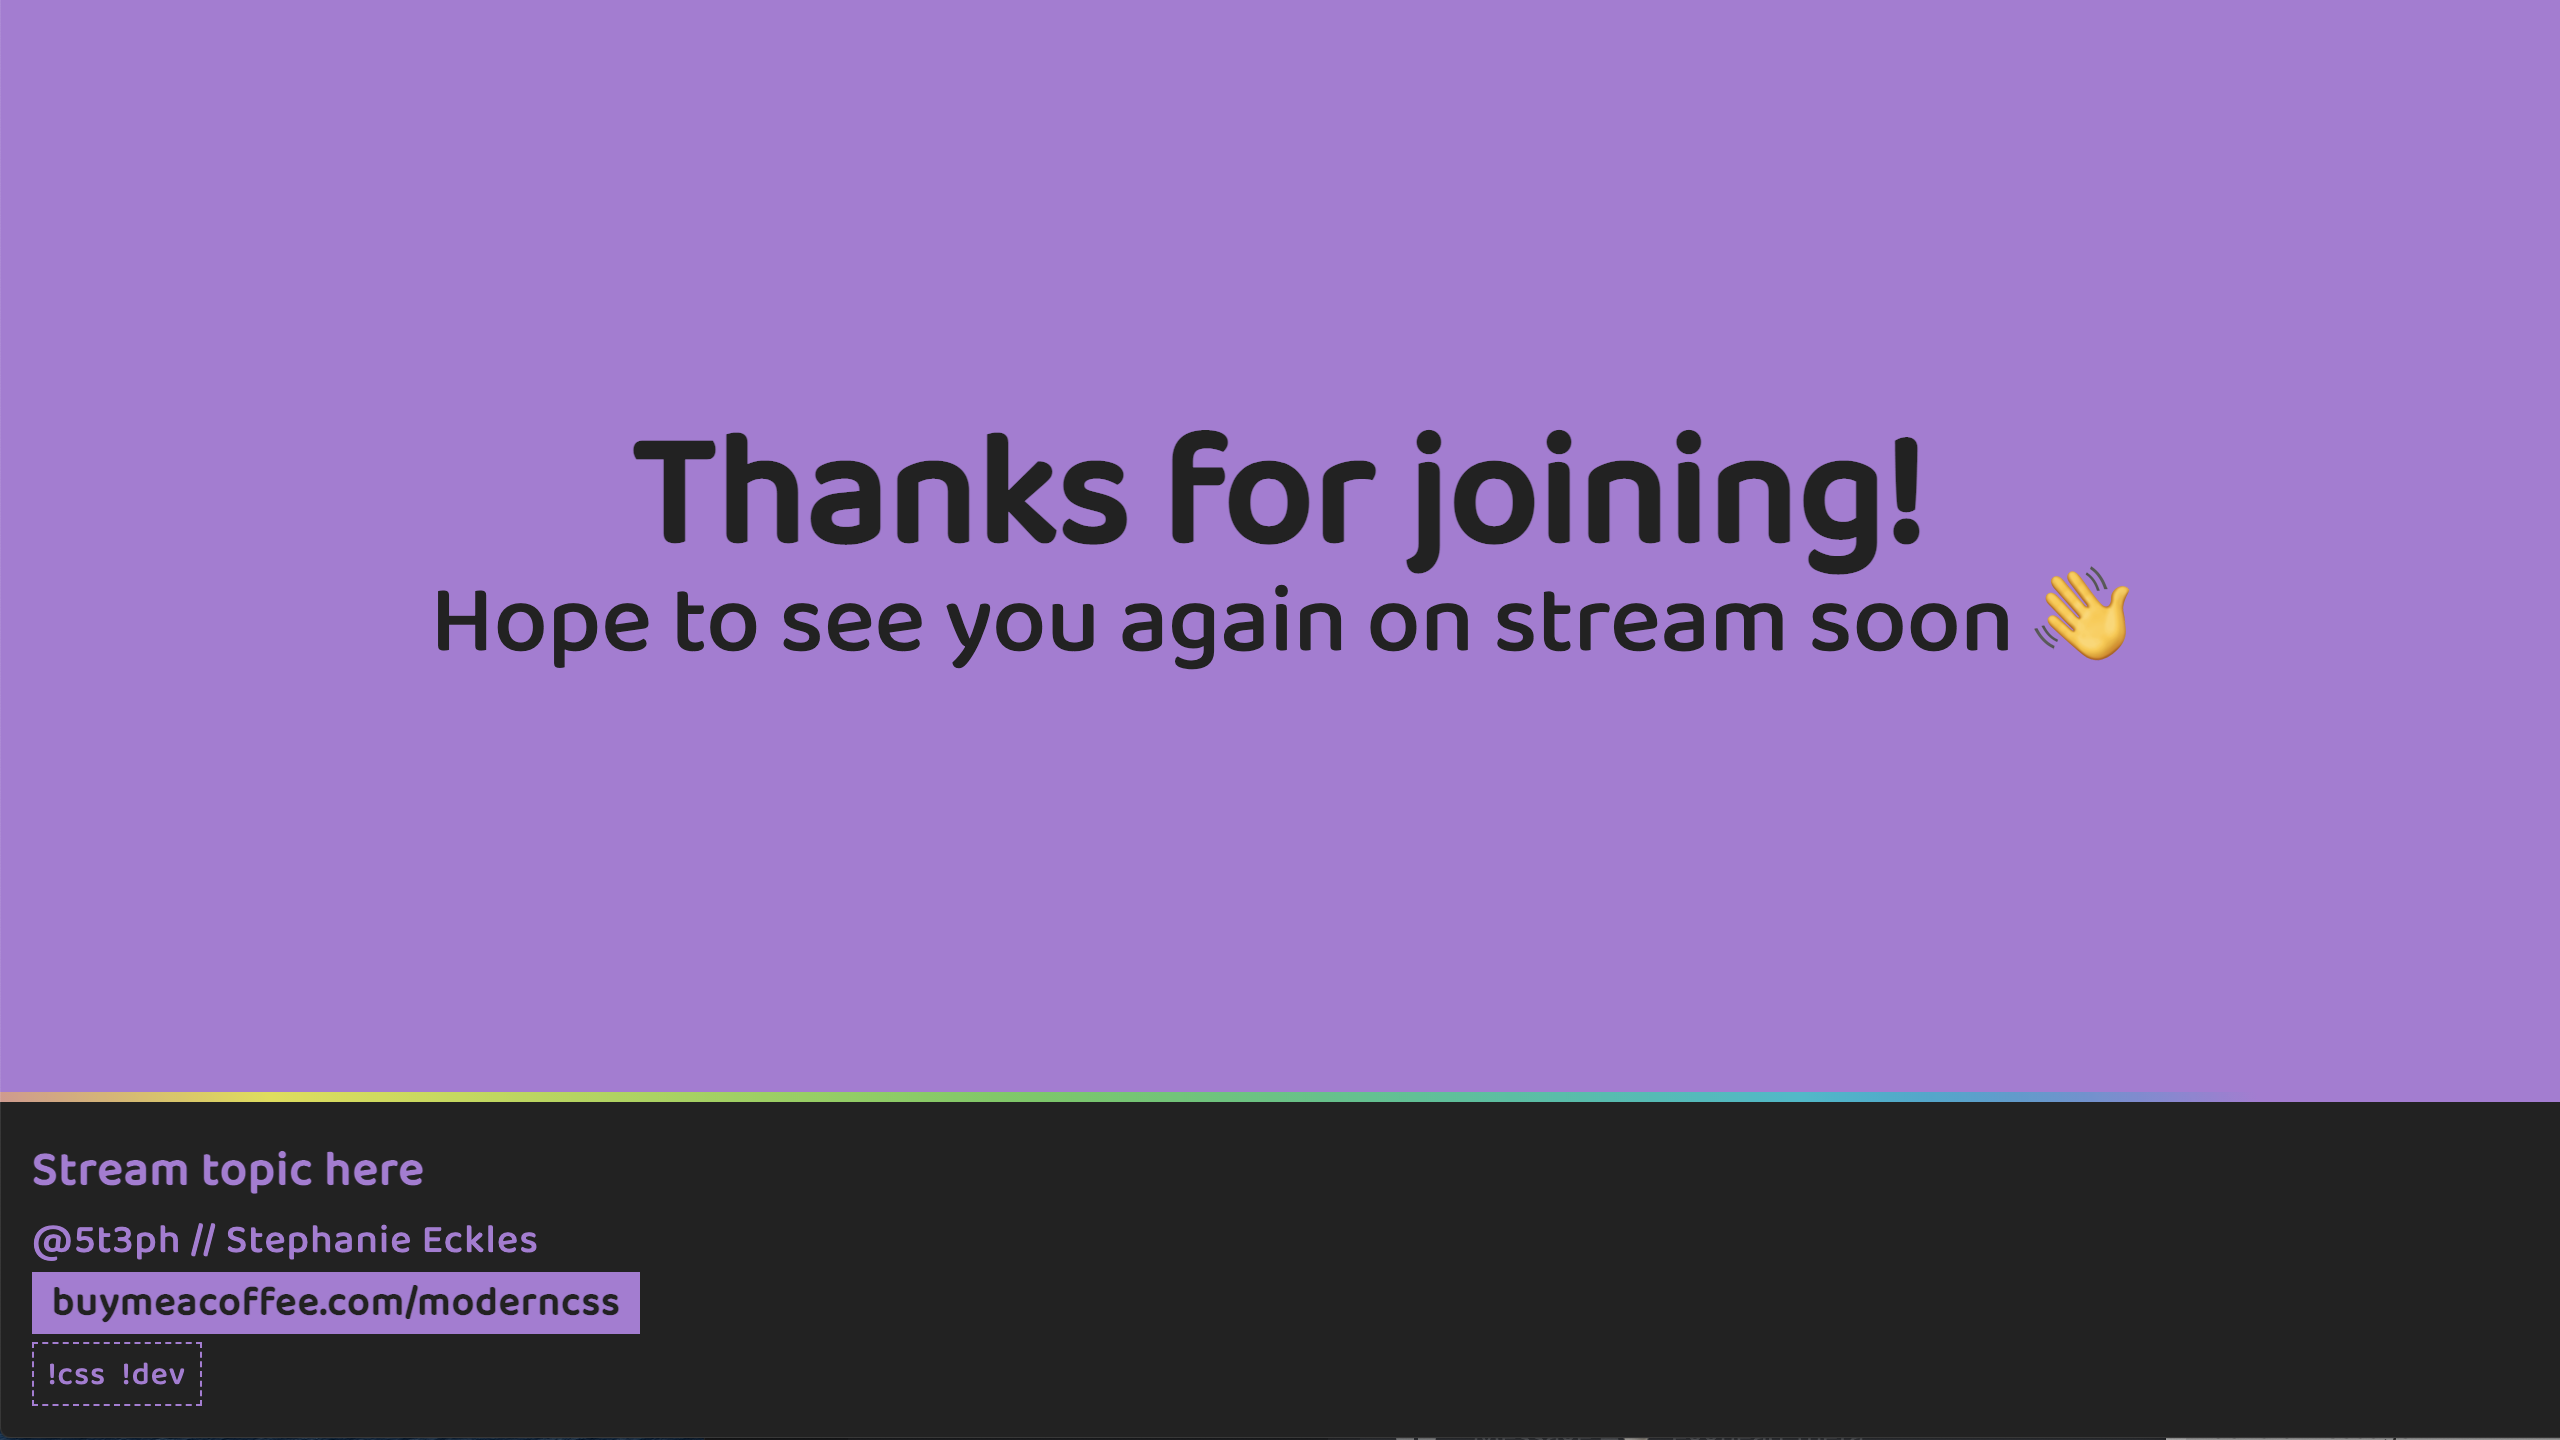 Thanks for joining!
Hope to see you again on stream soon 👋
Stream topic here
@5t3ph // Stephanie Eckles
buymeacoffee.com/moderncss
!css !dev